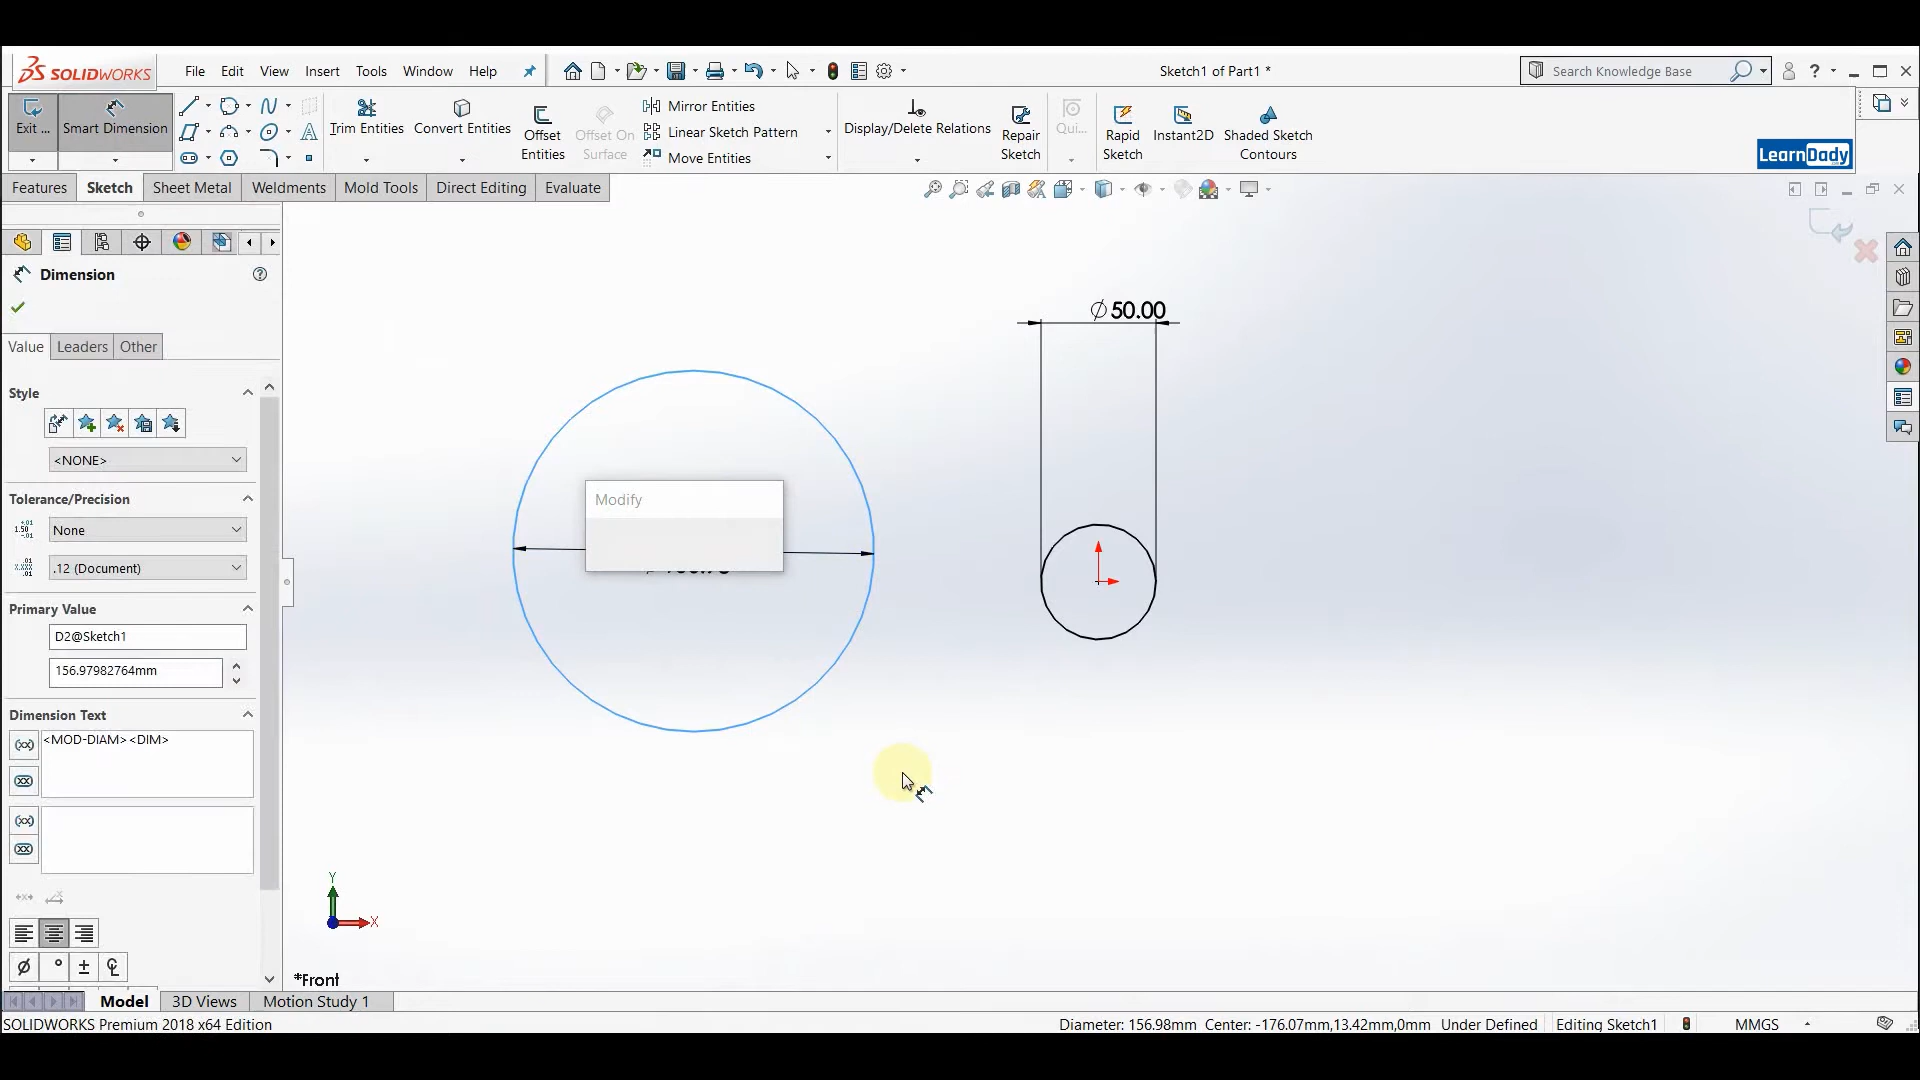 SOLIDWORKS
File Edit View Insert Tools Window Help
Sketch1 of Part1 *
Search Knowledge Base
Exit ...
Smart Dimension
Trim Entities
Convert Entities
Offset Entities
Offset On Surface
Mirror Entities
Linear Sketch Pattern
Move Entities
Display/Delete Relations
Repair Sketch
Qui...
Rapid Sketch
Instant2D
Shaded Sketch Contours
LearnDady
Features Sketch Sheet Metal Weldments Mold Tools Direct Editing Evaluate
Dimension
Value Leaders Other
Style
<NONE>
Tolerance/Precision
None
.12 (Document)
Primary Value
D2@Sketch1
156.97982764mm
Dimension Text
<MOD-DIAM><DIM>
Modify
∅50.00
Y
X
*Front
Model 3D Views Motion Study 1
SOLIDWORKS Premium 2018 x64 Edition
Diameter: 156.98mm Center: -176.07mm,13.42mm,0mm Under Defined Editing Sketch1 MMGS